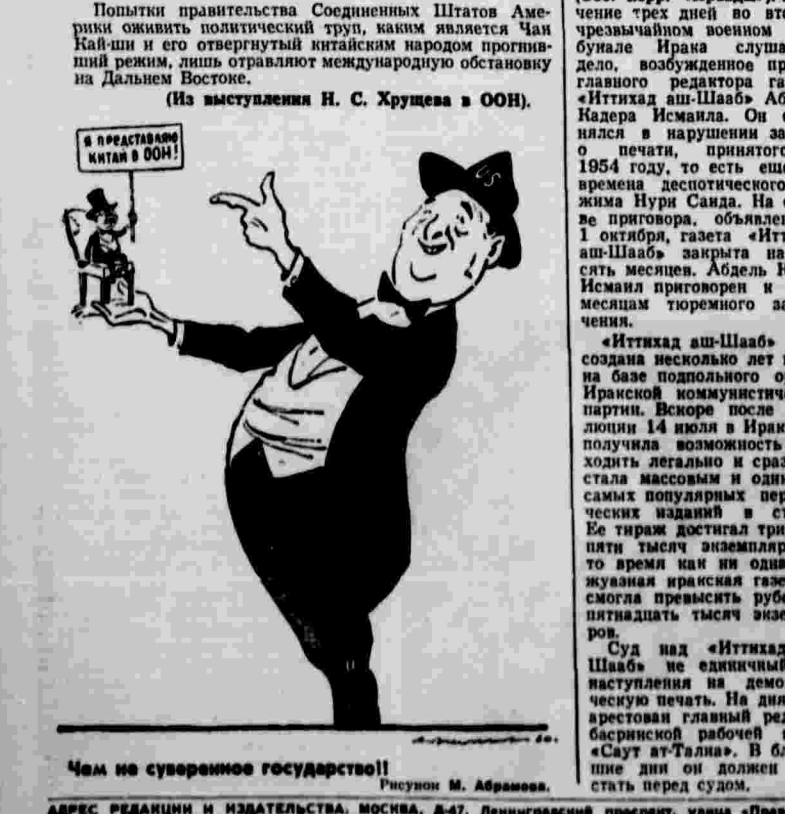 Попытки правительства Соединенных Штатов Аме-
рики оживить политический труп, каким является Чан
Кай-ши и его отвергнутый китайским народом прогнив-
ший режим, лишь отравляют международную обстановку
на Дальнем Востоке.
(Из выступления Н. С. Хрущева в ООН).
Я ПРЕДСТАВЛЯЮ
КИТАЙ В ООН!
US
Чем не суверенное государство!!
Рисунок М. Абрамова.
чение трех дней во вто
чрезвычайном военном
бунале Ирака слуша
дело, возбужденное пр
главного редактора га
«Иттихад аш-Шааб» Аб
Кадера Исмаила. Он
нялся в нарушении за
о печати, принятого
1954 году, то есть еще
времена деспотического
жима Нури Саида. На
ве приговора, объявлен
1 октября, газета «Итт
аш-Шааб» закрыта на
сять месяцев. Абдель
Исмаил приговорен к
месяцам тюремного за
чения.
«Иттихад аш-Шааб»
создана несколько лет
на базе подпольного о
Иракской коммунистиче
партии. Вскоре после
люции 14 июля в Ирак
получила возможность
ходить легально и сраз
стала массовым и один
самых популярных пер
ческих изданий в ст
Ее тираж достигал три
пяти тысяч экземпляр
то время как ни одна
жуазная иракская газе
смогла превысить рубе
пятнадцать тысяч экзе
ров.
Суд над «Иттихад
Шааб» не единичный
наступления на демо
ческую печать. На дня
арестован главный ред
басринской рабочей
«Саут ат-Талиа». В бл
шие дни он должен
стать перед судом.
АДРЕС РЕДАКЦИИ И ИЗДАТЕЛЬСТВА: МОСКВА, Д-47, Ленинградский проспект, улица «Прав